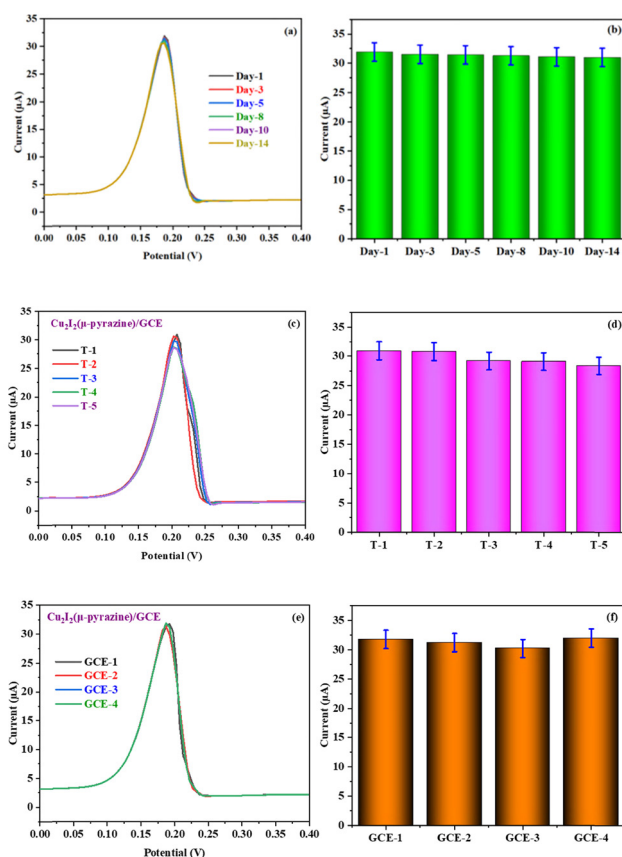 (a)
Day-1
Day-3
Day-5
Day-8
Day-10
Day-14
Current (µA)
35
30
25
20
15
10
5
0
0.00 0.05 0.10 0.15 0.20 0.25 0.30 0.35 0.40
Potential (V)
(b)
Current (µA)
35
30
25
20
15
10
5
0
Day-1 Day-3 Day-5 Day-8 Day-10 Day-14
Cu₂I₂(µ-pyrazine)/GCE (c)
T-1
T-2
T-3
T-4
T-5
Current (µA)
35
30
25
20
15
10
5
0
0.00 0.05 0.10 0.15 0.20 0.25 0.30 0.35 0.40
Potential (V)
(d)
Current (µA)
35
30
25
20
15
10
5
0
T-1 T-2 T-3 T-4 T-5
Cu₂I₂(µ-pyrazine)/GCE (e)
GCE-1
GCE-2
GCE-3
GCE-4
Current (µA)
35
30
25
20
15
10
5
0
0.00 0.05 0.10 0.15 0.20 0.25 0.30 0.35 0.40
Potential (V)
(f)
Current (µA)
35
30
25
20
15
10
5
0
GCE-1 GCE-2 GCE-3 GCE-4